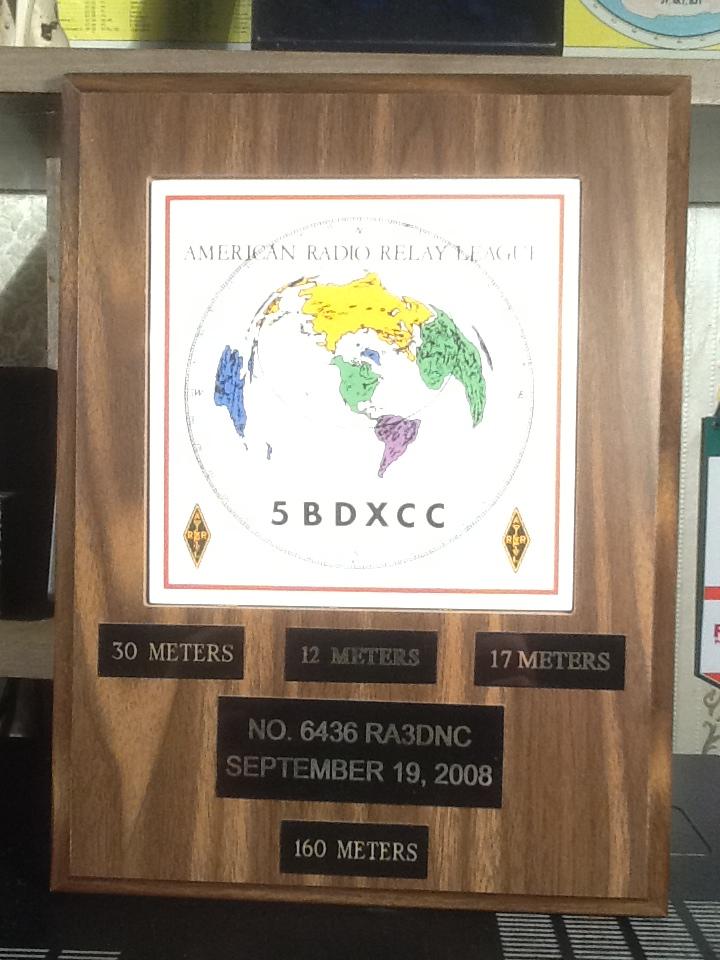 AMERICAN RADIO RELAY LEAGUE
N
W
E
5BDXCC
A
R R
L
A
R R
L
30 METERS
12 METERS
17 METERS
NO. 6436 RA3DNC
SEPTEMBER 19, 2008
160 METERS